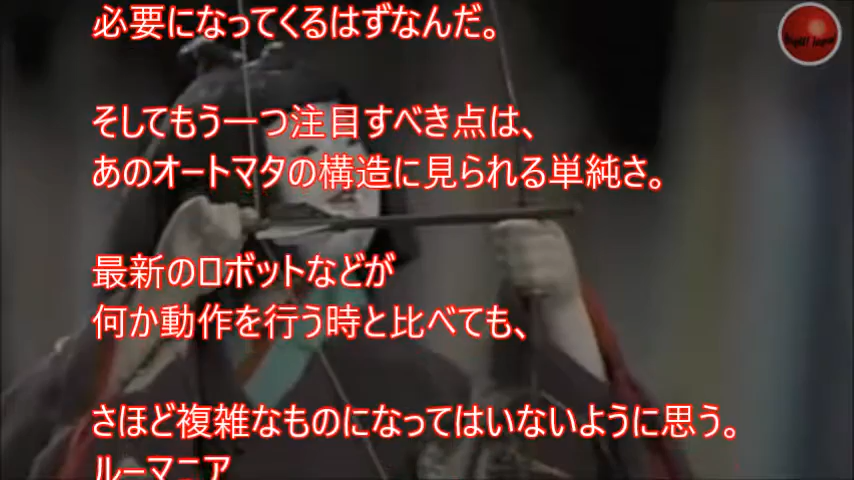 必要になってくるはずなんだ。
そしてもう一つ注目すべき点は、
あのオートマタの構造に見られる単純さ。
最新のロボットなどが
何か動作を行う時と比べても、
さほど複雑なものにはなってはいないように思う。
ルーマニア